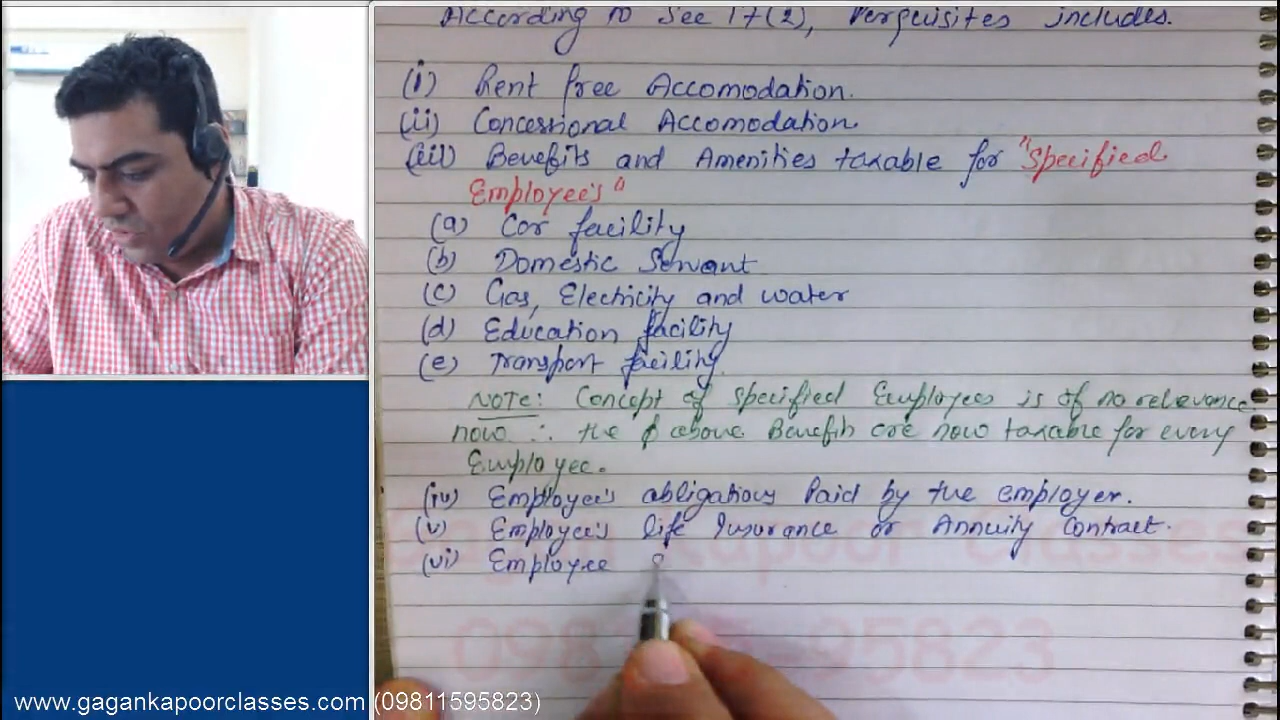 According to Sec 17(2), Perquisites includes.
(i) Rent free Accomodation.
(ii) Concessional Accomodation
(iii) Benefits and Amenities taxable for "Specified
Employee's"
(a) Car facility
(b) Domestic Servant
(c) Gas, Electricity and water
(d) Education facility
(e) Transport facility.
NOTE: Concept of specified Employees is of no relevance
now ∴ the above Benefits are now taxable for every
Employee.
(iv) Employee's obligations Paid by the employer.
(v) Employee's life Insurance or Annuity Contract.
(vi) Employee
Kapoor Classes
95823
www.gagankapoorclasses.com (09811595823)